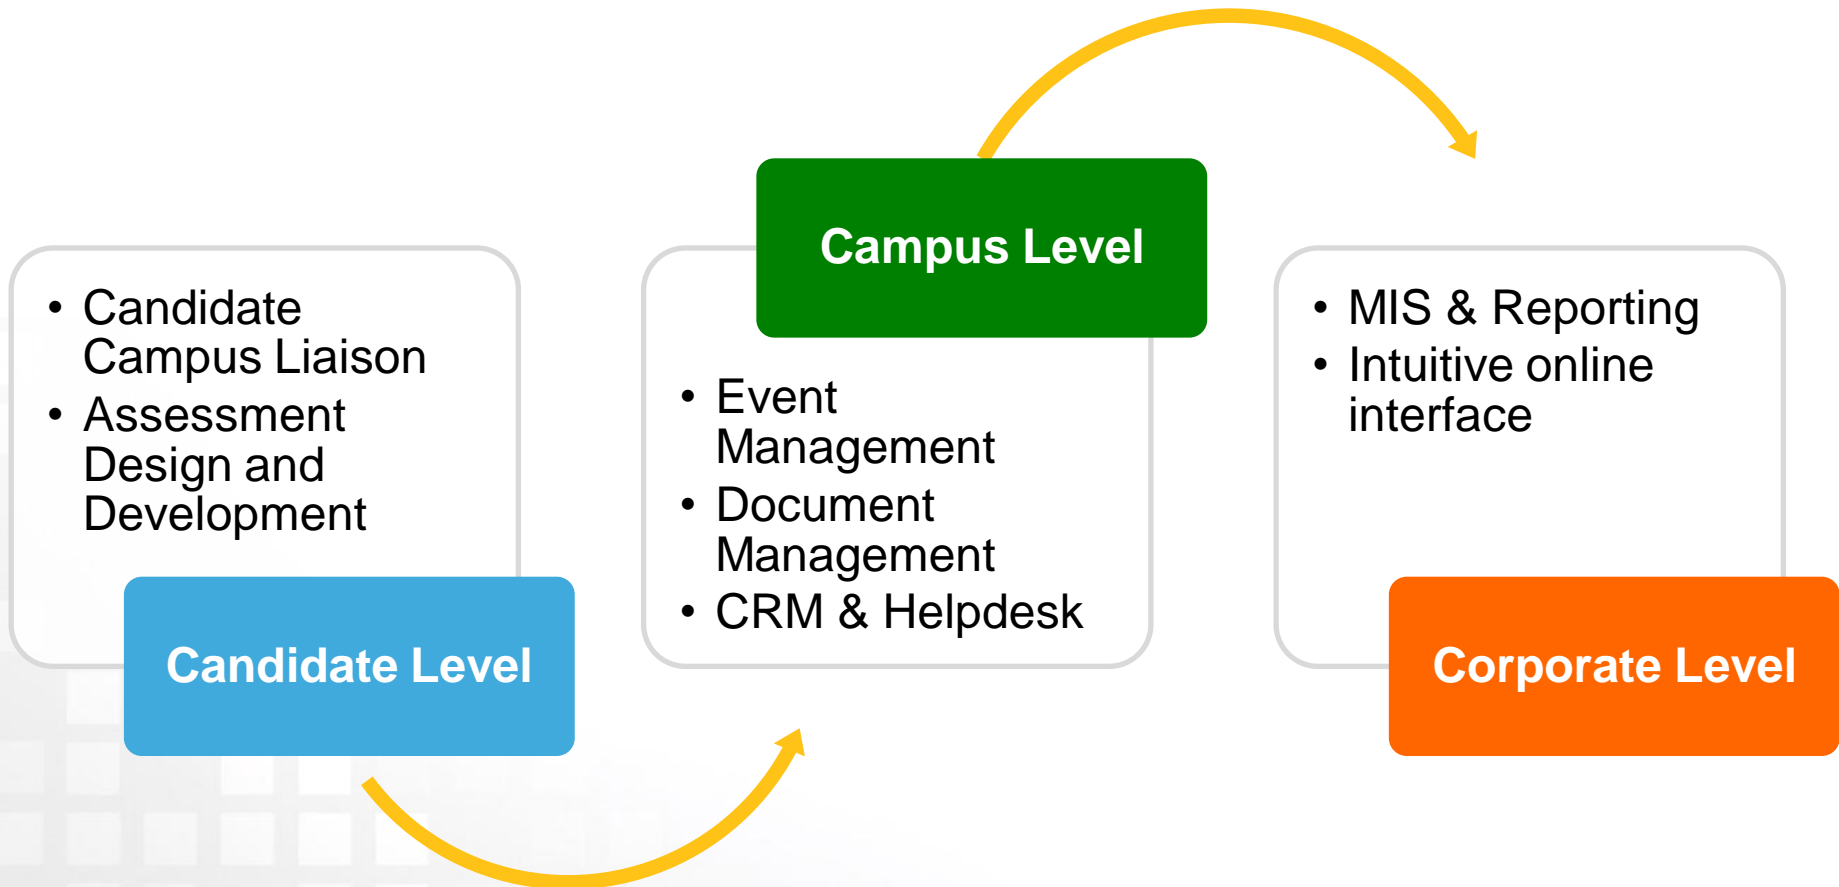 • Candidate
Campus Liaison
• Assessment
Design and
Development
Candidate Level
Campus Level
• Event
Management
• Document
Management
• CRM & Helpdesk
• MIS & Reporting
• Intuitive online
interface
Corporate Level